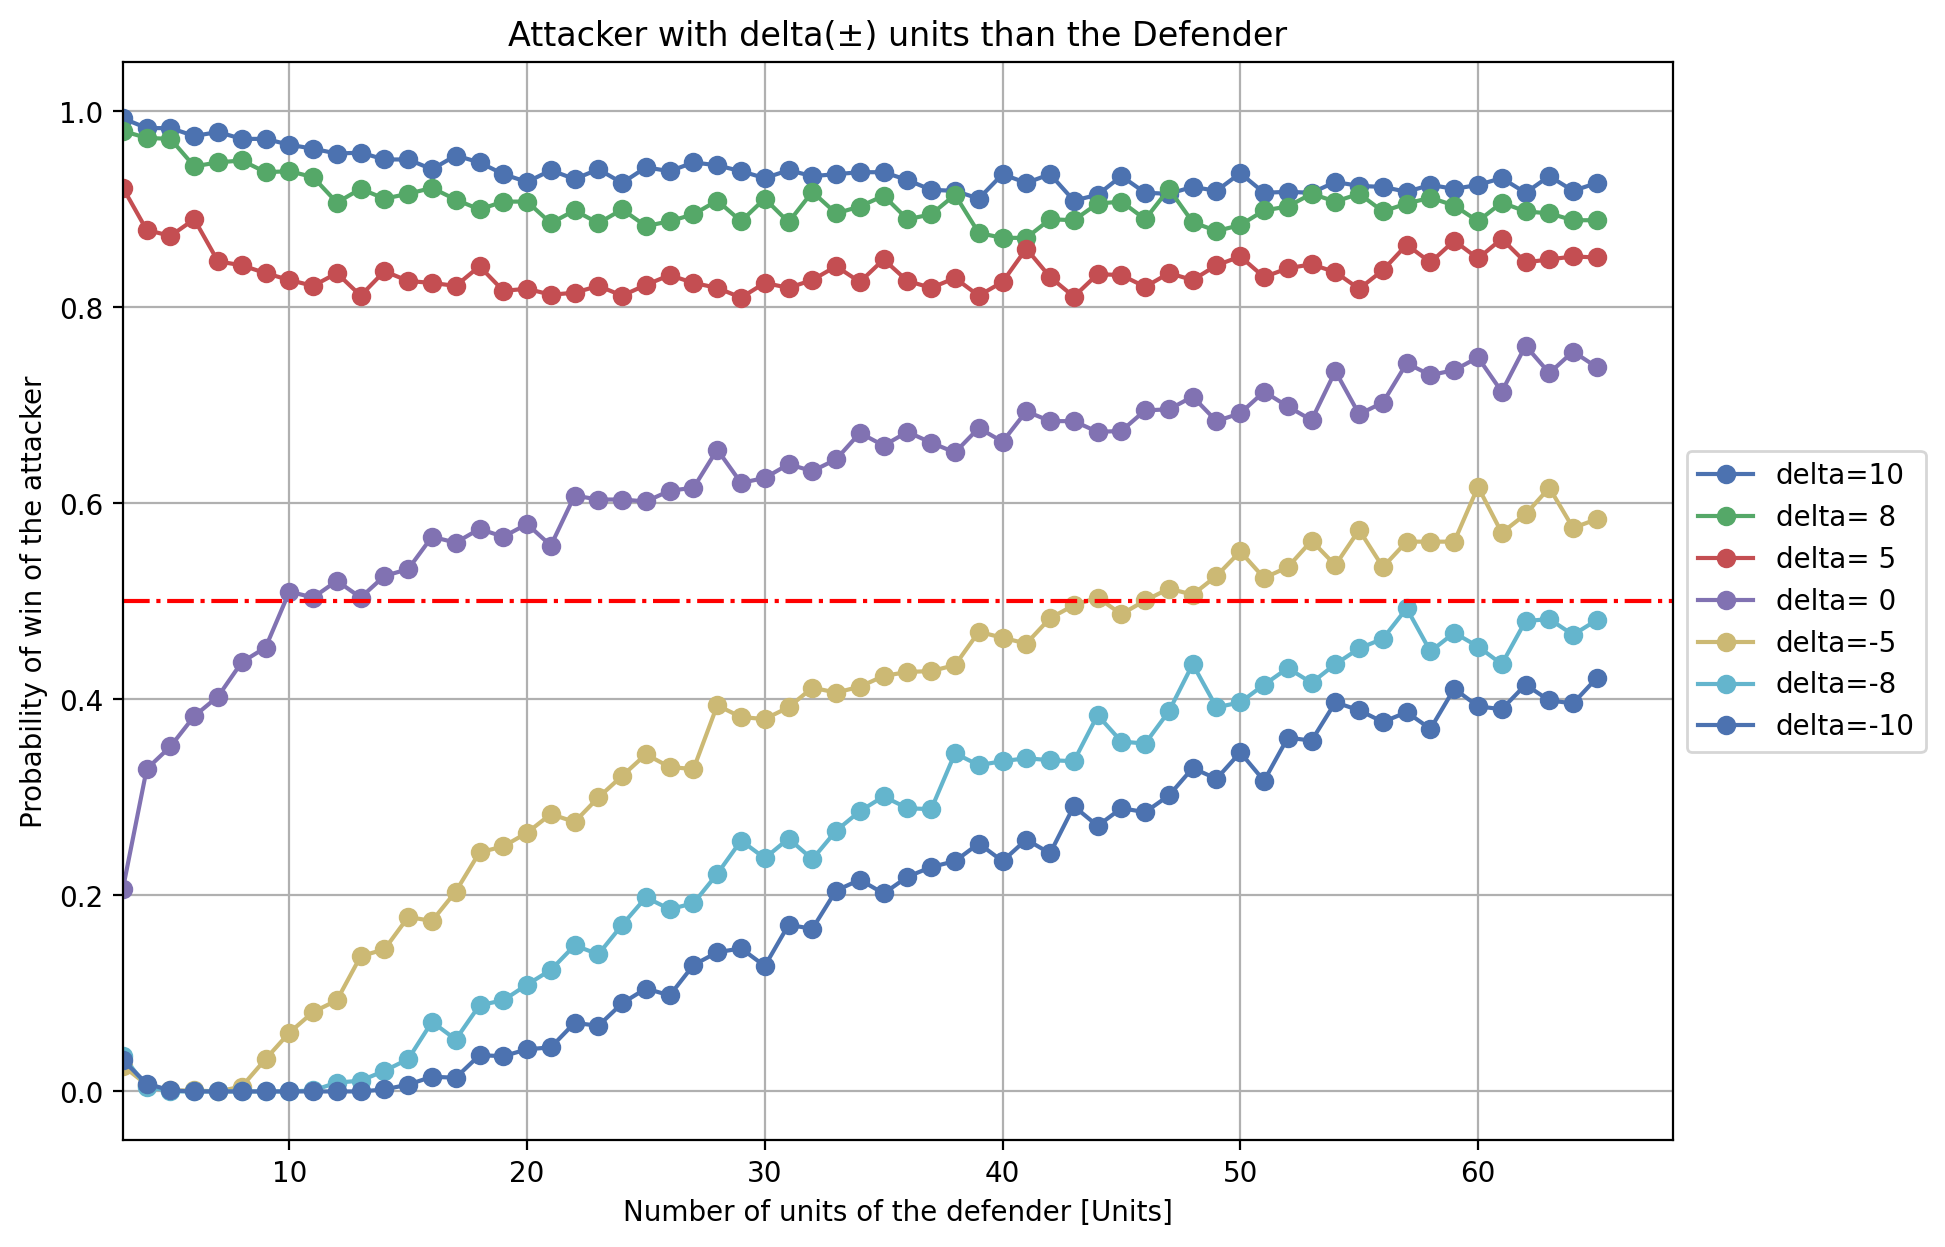 Attacker with delta(±) units than the Defender
Probability of win of the attacker
1.0
0.8
0.6
0.4
0.2
0.0
10 20 30 40 50 60
Number of units of the defender [Units]
delta=10
delta= 8
delta= 5
delta= 0
delta=-5
delta=-8
delta=-10